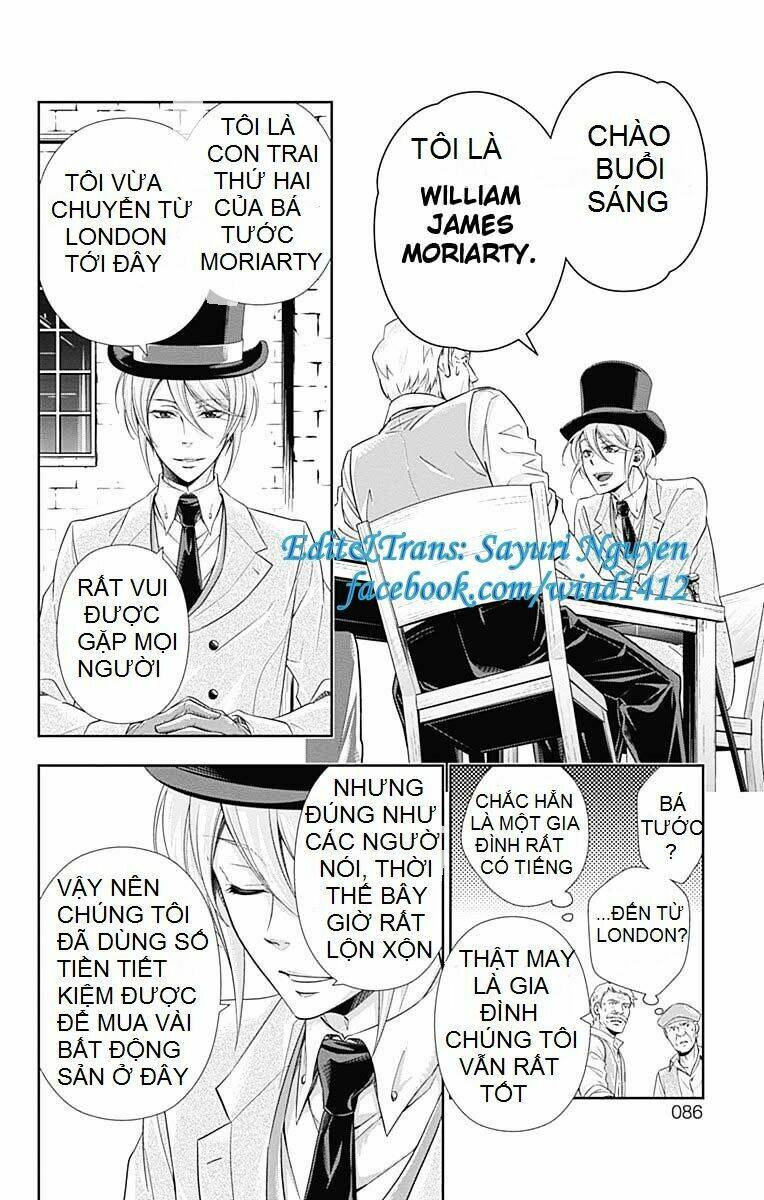 CHÀO
BUỔI
SÁNG
TÔI LÀ
WILLIAM
JAMES
MORIARTY.
TÔI LÀ
CON TRAI
THỨ HAI
CỦA BÁ
TƯỚC
MORIARTY
TÔI VỪA
CHUYỂN TỪ
LONDON
TỚI ĐÂY
RẤT VUI
ĐƯỢC
GẶP MỌI
NGƯỜI
Edit&Trans: Sayuri Nguyen
facebook.com/wind1412
BÁ
TƯỚC
?
...ĐẾN TỪ
LONDON?
CHẮC HẲN
LÀ MỘT GIA
ĐÌNH RẤT
CÓ TIẾNG
THẬT MAY
LÀ GIA
ĐÌNH
CHÚNG TÔI
VẪN RẤT
TỐT
NHƯNG
ĐÚNG NHƯ
CÁC NGƯỜI
NÓI, THỜI
THẾ BÂY
GIỜ RẤT
LỘN XỘN
VẬY NÊN
CHÚNG TÔI
ĐÃ DÙNG SỐ
TIỀN TIẾT
KIỆM ĐƯỢC
ĐỂ MUA VÀI
BẤT ĐỘNG
SẢN Ở ĐÂY
086